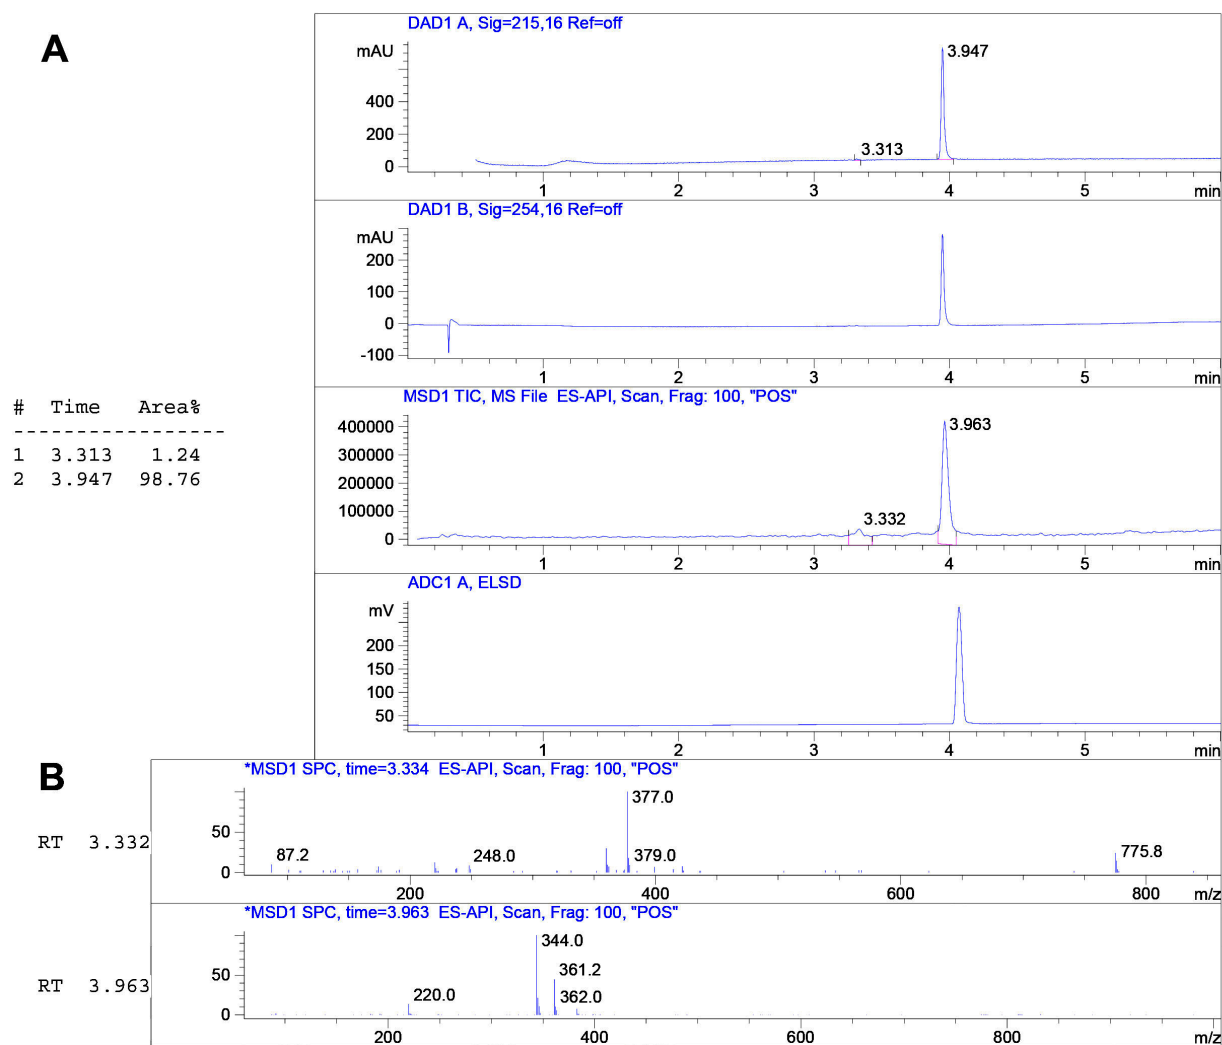 A
DAD1 A, Sig=215,16 Ref=off
mAU
400
200
0
3.947
3.313
1 2 3 4 5 min
DAD1 B, Sig=254,16 Ref=off
mAU
200
100
0
-100
1 2 3 4 5 min
# Time Area%
-----------------
1 3.313 1.24
2 3.947 98.76
MSD1 TIC, MS File ES-API, Scan, Frag: 100, "POS"
400000
300000
200000
100000
0
3.963
3.332
1 2 3 4 5 min
ADC1 A, ELSD
mV
200
150
100
50
1 2 3 4 5 min
B
*MSD1 SPC, time=3.334 ES-API, Scan, Frag: 100, "POS"
RT 3.332
50
0
87.2
248.0
377.0
379.0
775.8
200 400 600 800 m/z
*MSD1 SPC, time=3.963 ES-API, Scan, Frag: 100, "POS"
RT 3.963
50
0
220.0
344.0
361.2
362.0
200 400 600 800 m/z